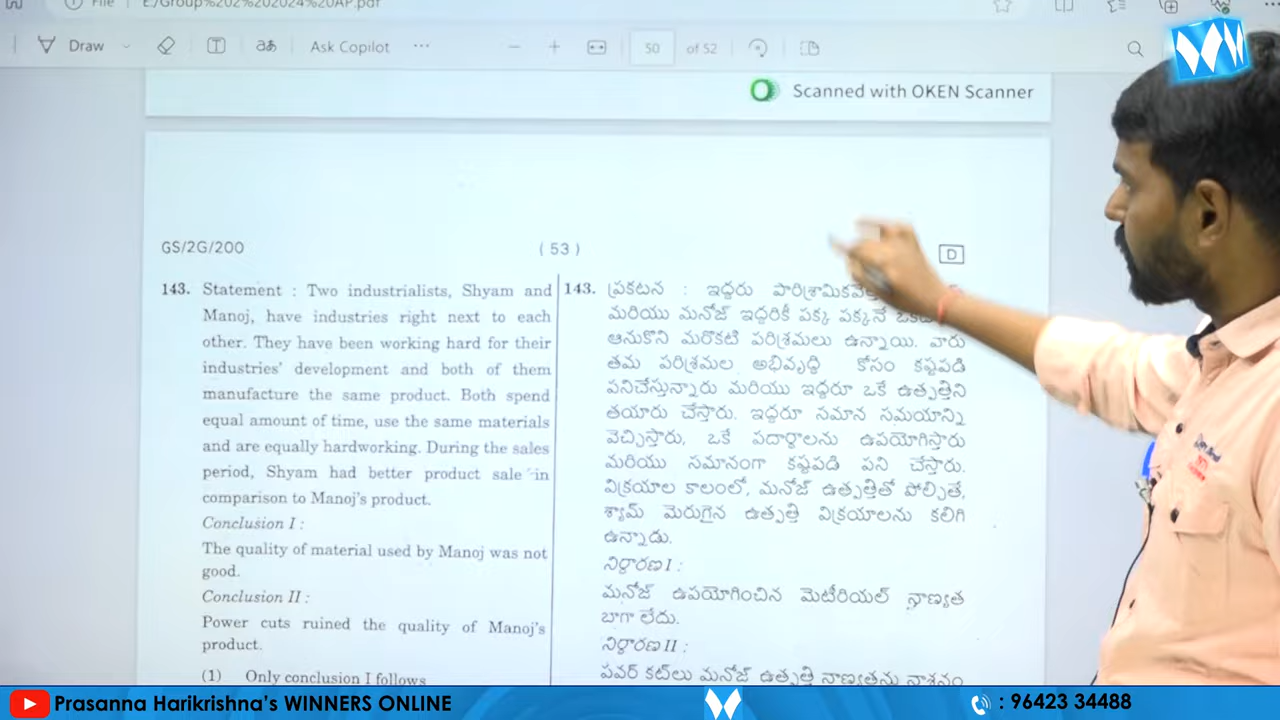 File
E:/Group%202%202024%20AP.pdf
Draw
aあ
Ask Copilot
50 of 52
W
Scanned with OKEN Scanner
GS/2G/200
( 53 )
D
143. Statement : Two industrialists, Shyam and
Manoj, have industries right next to each
other. They have been working hard for their
industries' development and both of them
manufacture the same product. Both spend
equal amount of time, use the same materials
and are equally hardworking. During the sales
period, Shyam had better product sale in
comparison to Manoj's product.
Conclusion I :
The quality of material used by Manoj was not
good.
Conclusion II :
Power cuts ruined the quality of Manoj's
product.
(1) Only conclusion I follows
143. ప్రకటన : ఇద్దరు
మరియు మనోజ్ ఇద్దరికీ పక్క పక్కనే
ఆనుకొని మరొకటి పరిశ్రమలు ఉన్నాయి. వారు
తమ పరిశ్రమల అభివృద్ధి కోసం కష్టపడి
పనిచేస్తున్నారు మరియు ఇద్దరూ ఒకే ఉత్పత్తిని
తయారు చేస్తారు. ఇద్దరూ సమాన సమయాన్ని
వెచ్చిస్తారు, ఒకే పదార్థాలను ఉపయోగిస్తారు
మరియు సమానంగా కష్టపడి పని చేస్తారు.
విక్రయాల కాలంలో, మనోజ్ ఉత్పత్తితో పోల్చితే,
శ్యామ్ మెరుగైన ఉత్పత్తి విక్రయాలను కలిగి
ఉన్నాడు.
నిర్ధారణ I :
మనోజ్ ఉపయోగించిన మెటీరియల్ నాణ్యత
బాగా లేదు.
నిర్ధారణ II :
పవర్ కట్‌లు మనోజ్ ఉత్పత్తి నాణ్యతను నాశనం
Prasanna Harikrishna's WINNERS ONLINE
: 96423 34488